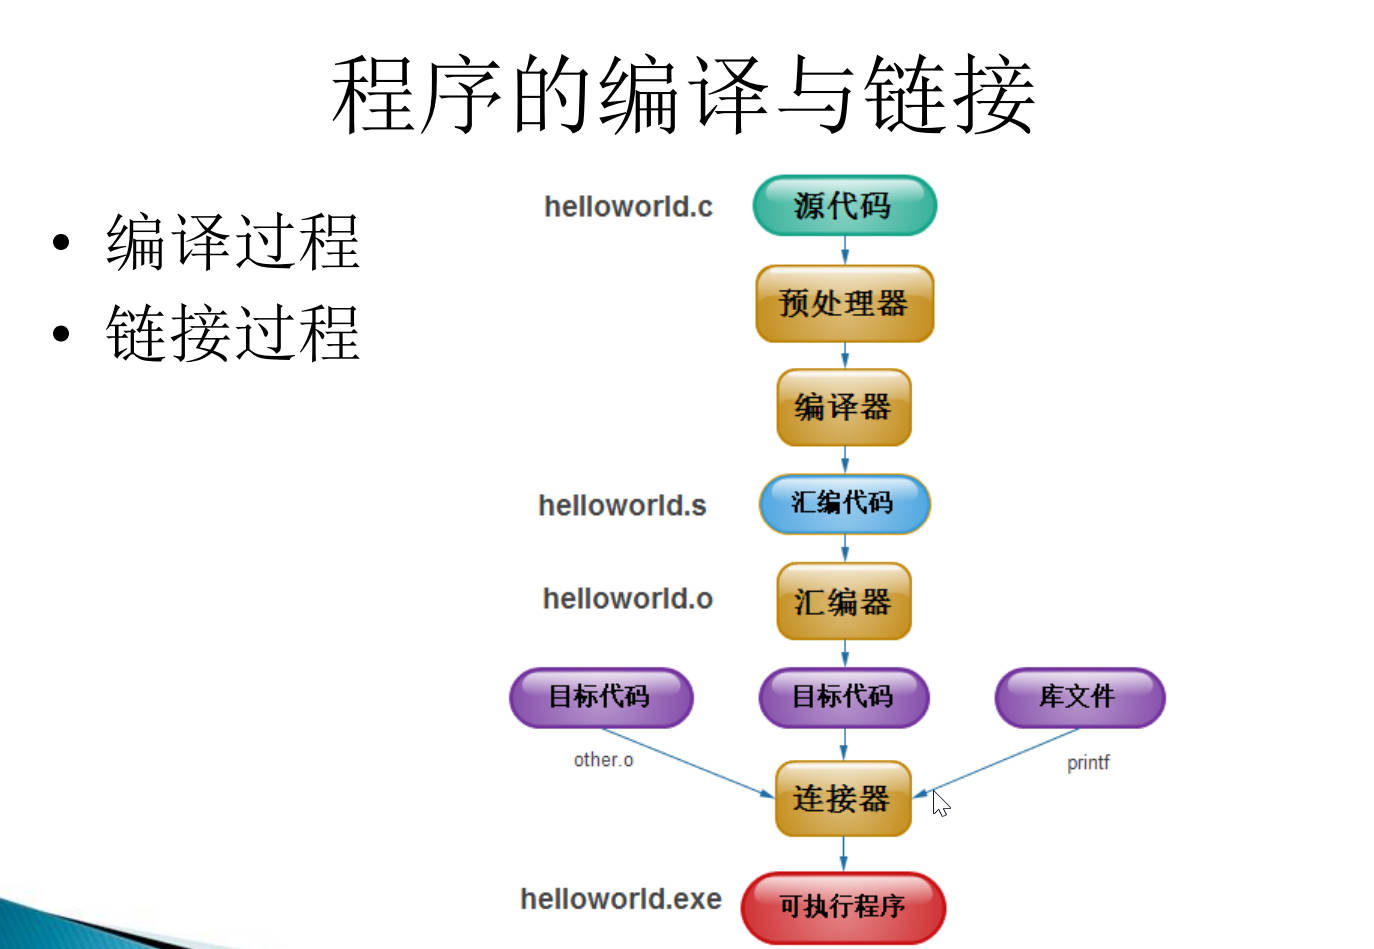 程序的编译与链接
• 编译过程
• 链接过程
helloworld.c
源代码
预处理器
编译器
helloworld.s
汇编代码
helloworld.o
汇编器
目标代码
目标代码
库文件
other.o
printf
连接器
helloworld.exe
可执行程序